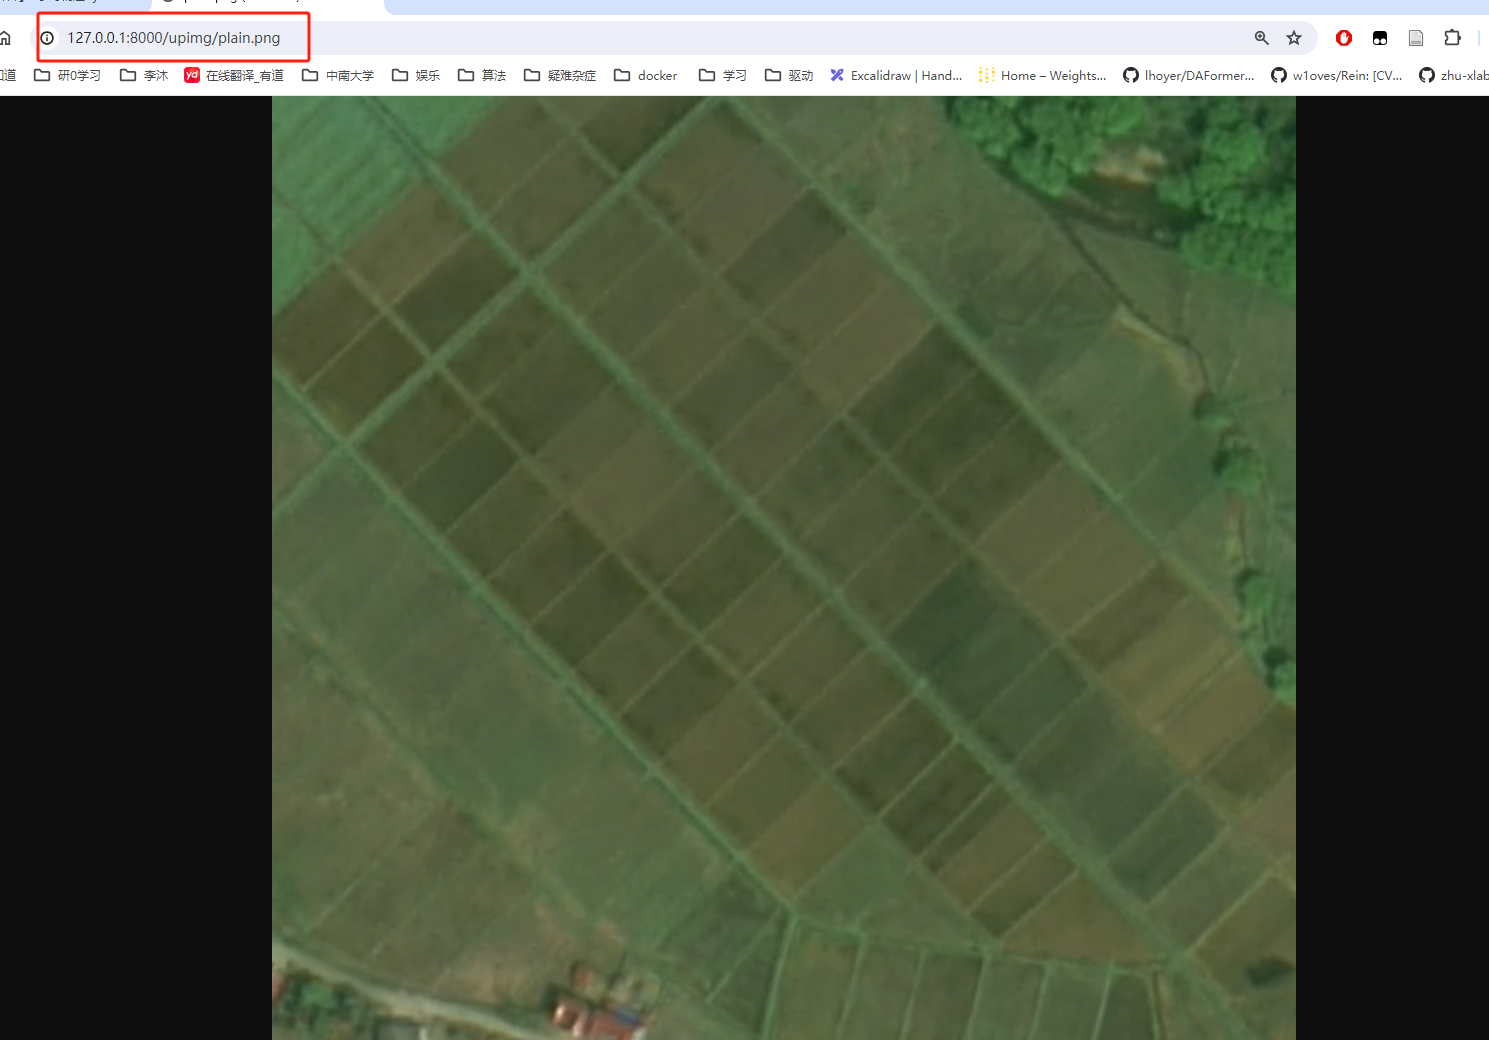 127.0.0.1:8000/upimg/plain.png
研0学习 李沐 yd 在线翻译_有道 中南大学 娱乐 算法 疑难杂症 docker 学习 驱动 Excalidraw | Hand... Home – Weights... lhoyer/DAFormer... w1oves/Rein: [CV... zhu-xlab